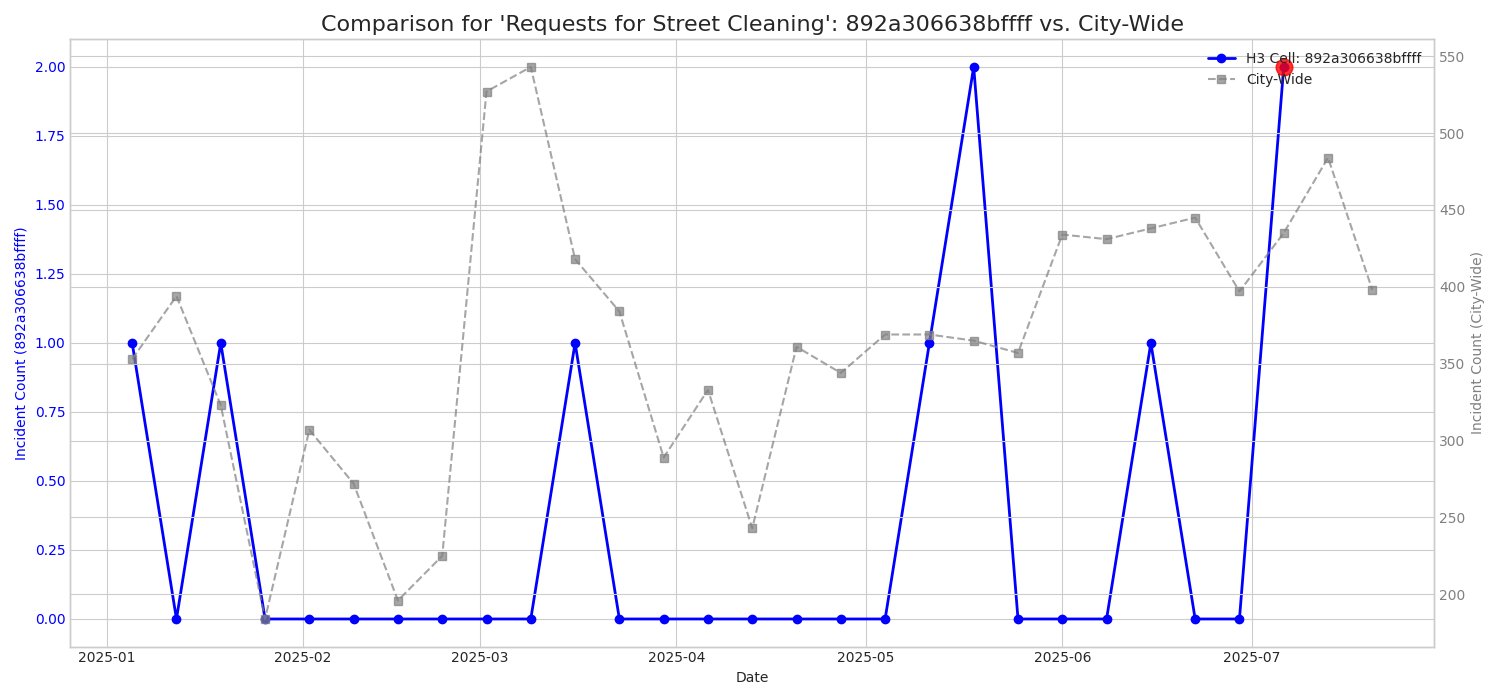 Comparison for 'Requests for Street Cleaning': 892a306638bffff vs. City-Wide
H3 Cell: 892a306638bffff
City-Wide
Incident Count (892a306638bffff)
2.00
1.75
1.50
1.25
1.00
0.75
0.50
0.25
0.00
550
500
450
400
350
300
250
200
Incident Count (City-Wide)
2025-01 2025-02 2025-03 2025-04 2025-05 2025-06 2025-07
Date